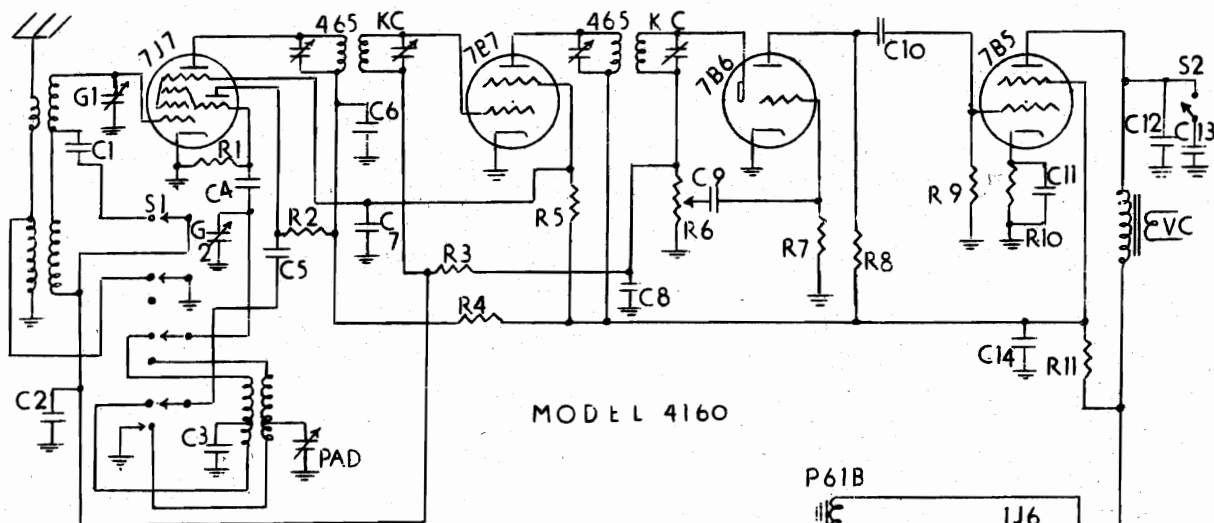 465 KC
465 KC
7J7
7E7
7B6
7B5
G1
C1
R1
C4
S1
G2
C5
R2
C6
C7
R3
R4
R5
C8
C9
R6
R7
R8
C10
R9
C11
R10
C12
S2
C13
VC
C14
R11
C2
C3
PAD
MODEL 4160
P61B
1J6